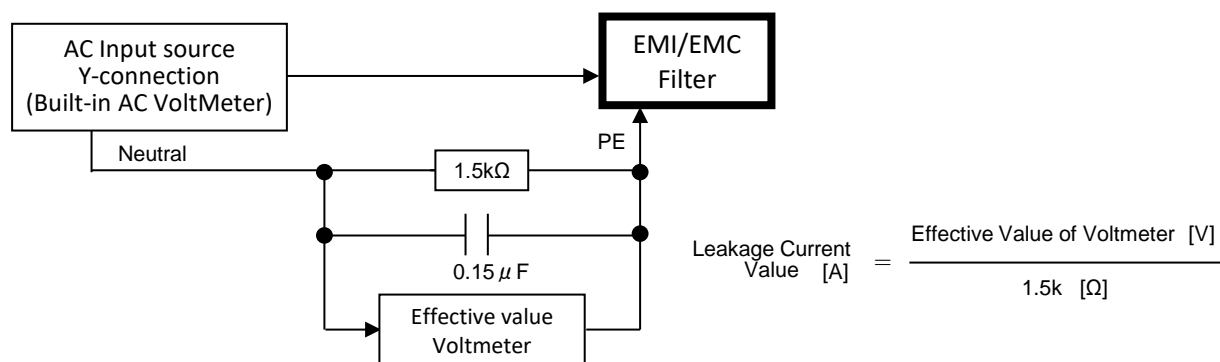 AC Input source
Y-connection
(Built-in AC VoltMeter)
EMI/EMC
Filter
Neutral
PE
1.5kΩ
0.15μF
Effective value
Voltmeter
Leakage Current
Value [A]
=
Effective Value of Voltmeter [V]
1.5k [Ω]